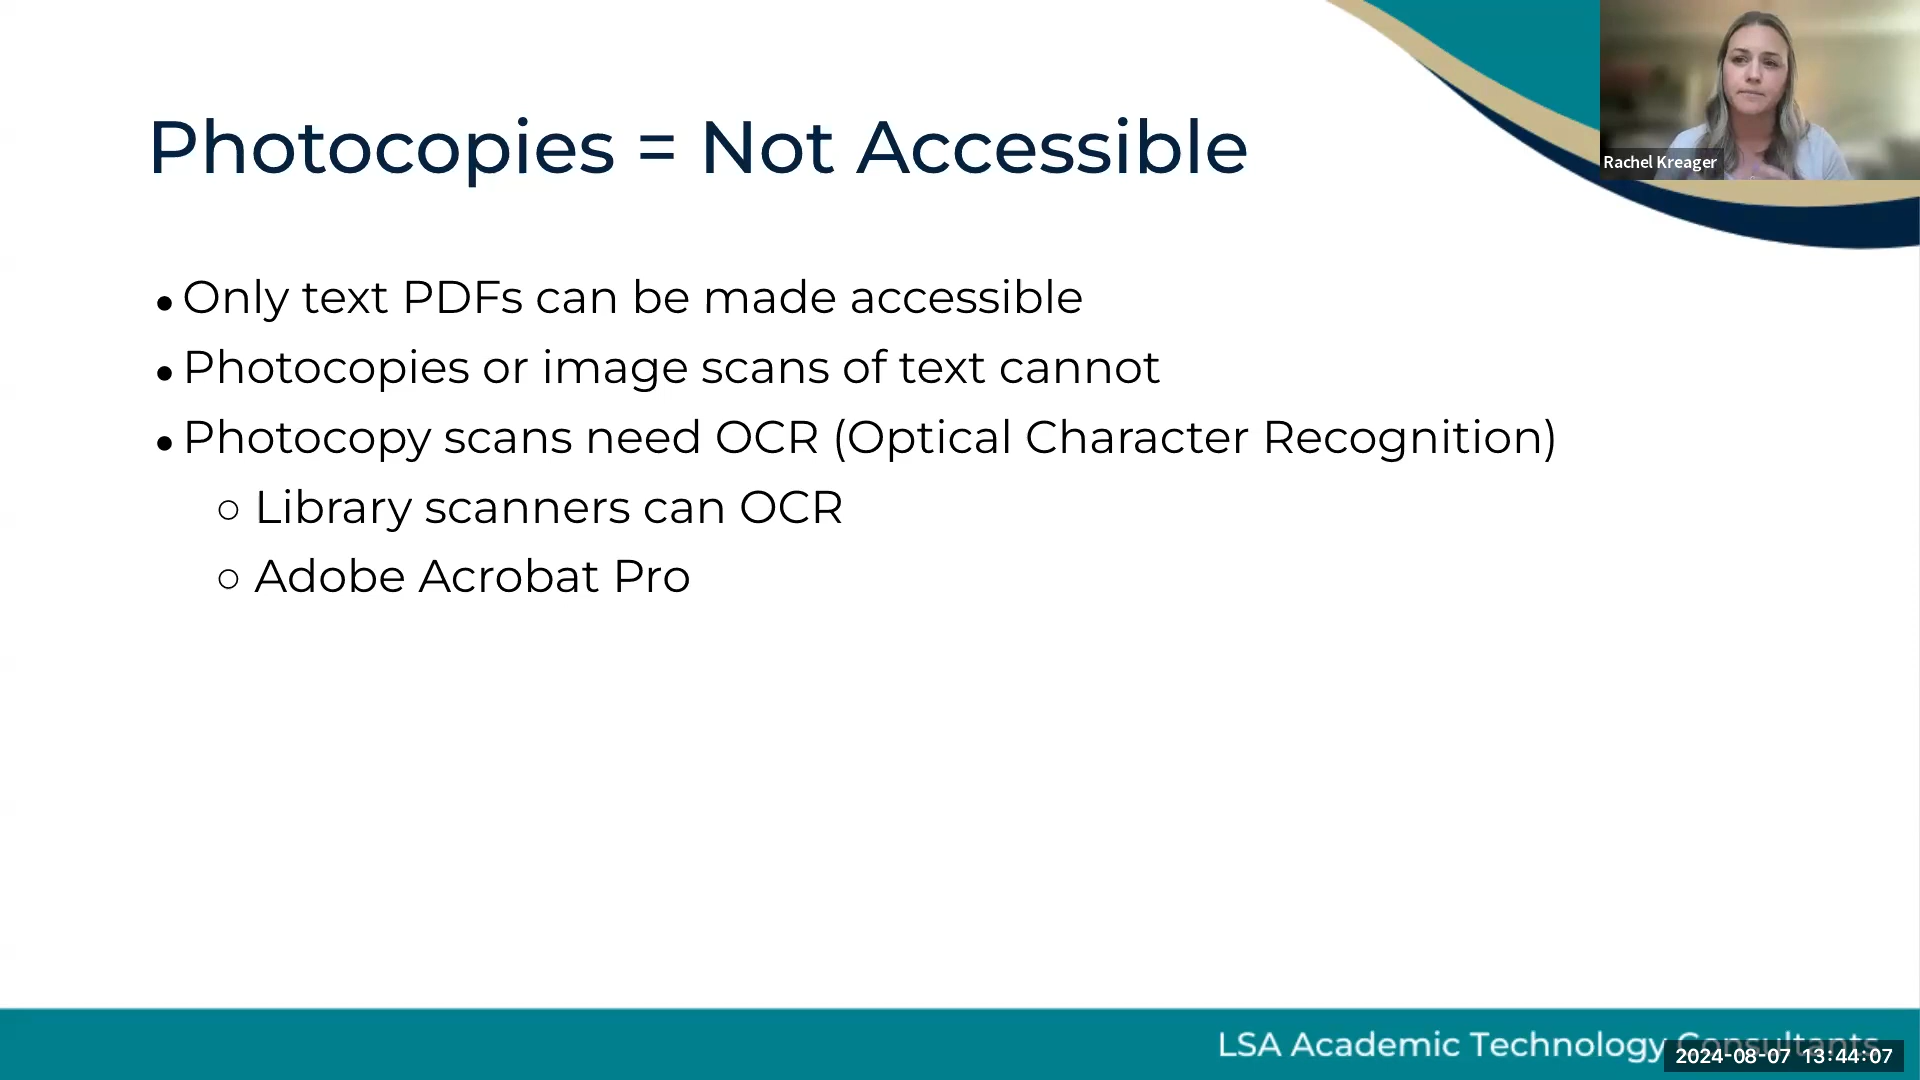 Photocopies = Not Accessible
Rachel Kreager
• Only text PDFs can be made accessible
• Photocopies or image scans of text cannot
• Photocopy scans need OCR (Optical Character Recognition)
○ Library scanners can OCR
○ Adobe Acrobat Pro
LSA Academic Technology Consultants
2024-08-07 13:44:07